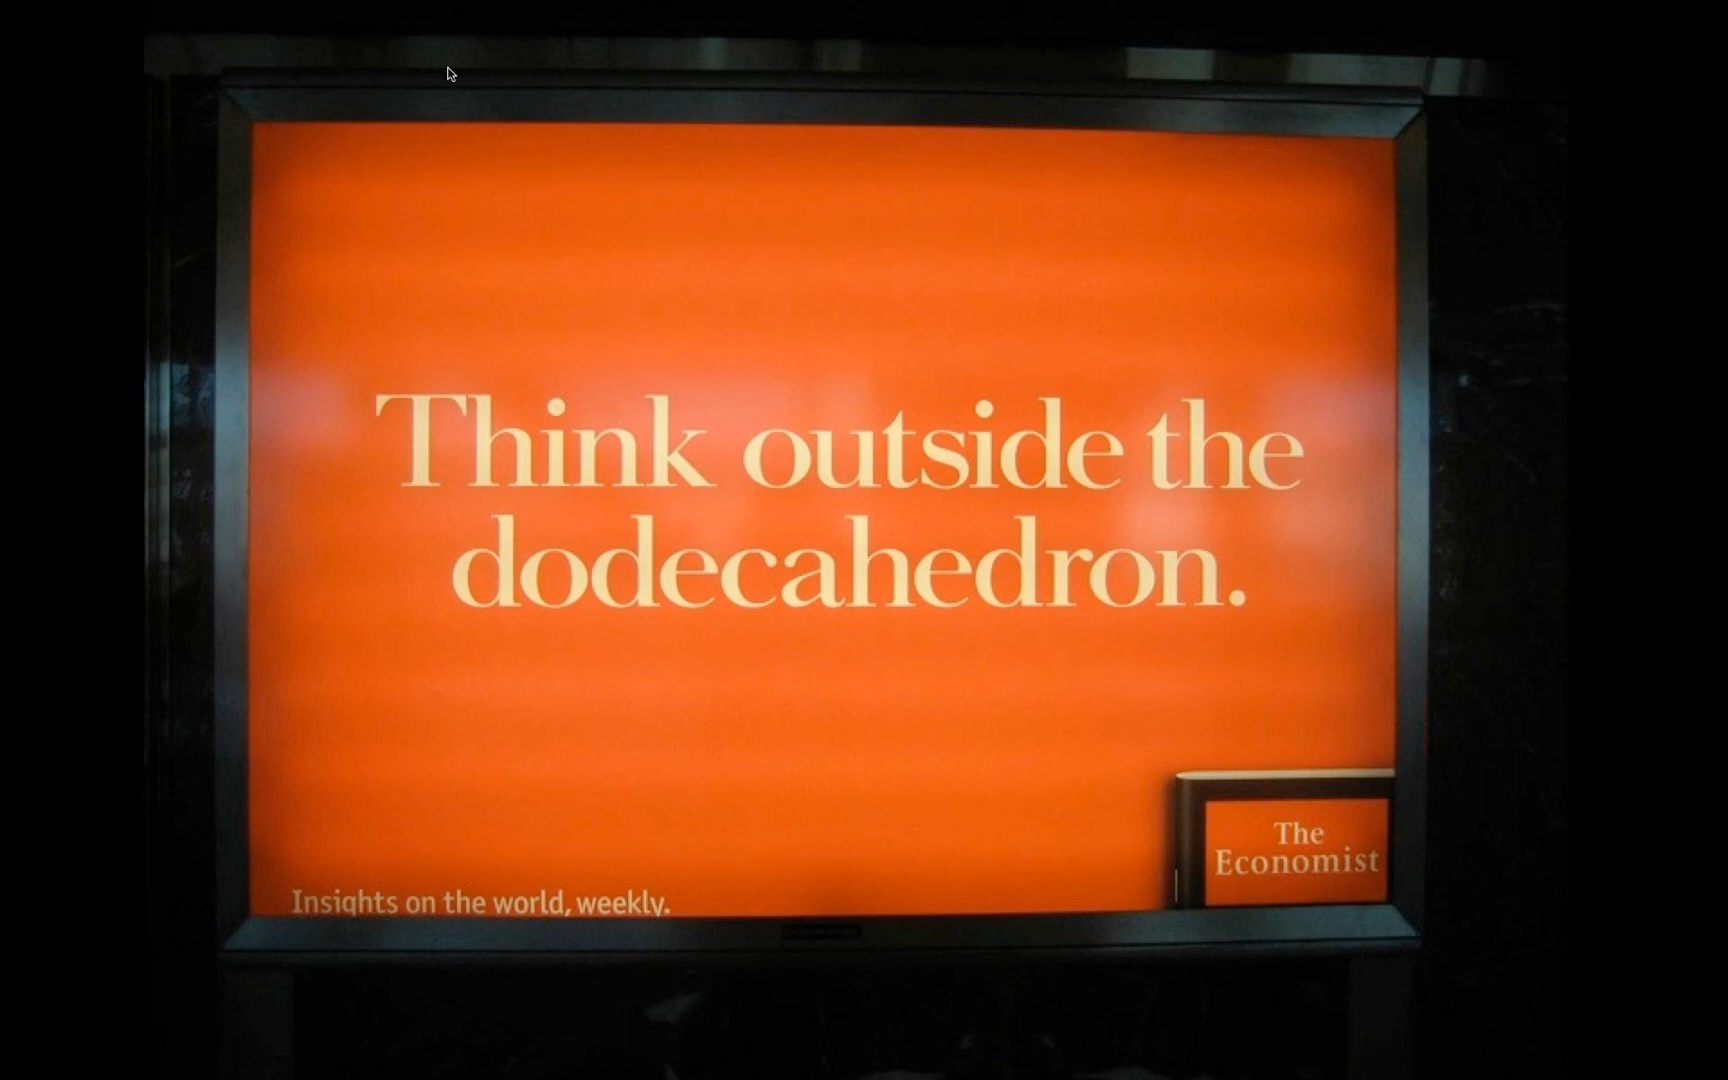 Think outside the
dodecahedron.
Insights on the world, weekly.
The
Economist